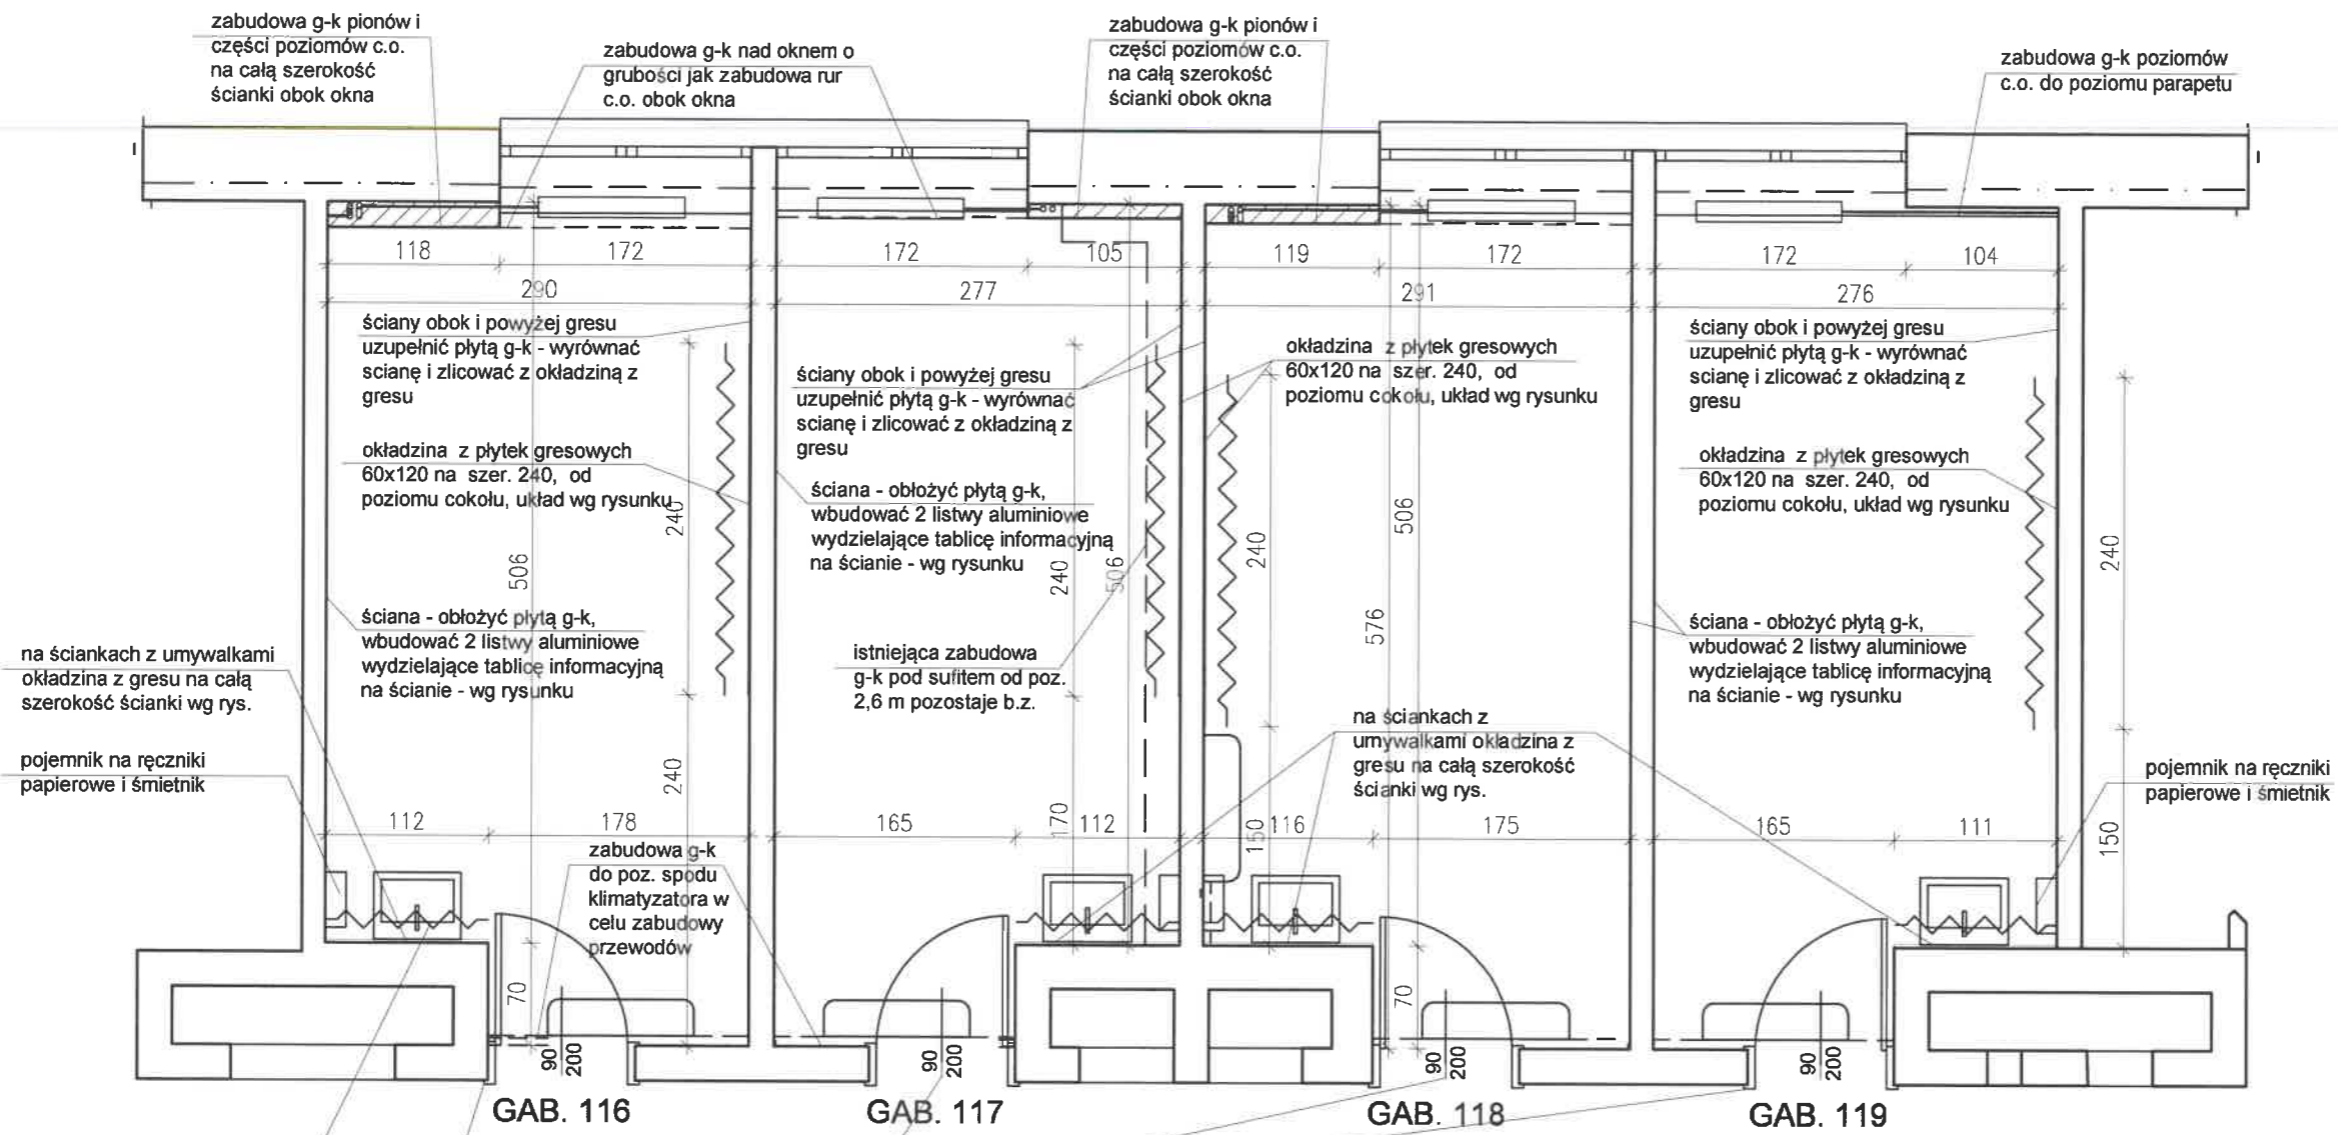 zabudowa g-k pionów i
części poziomów c.o.
na całą szerokość
ścianki obok okna
zabudowa g-k nad oknem o
grubości jak zabudowa rur
c.o. obok okna
zabudowa g-k pionów i
części poziomów c.o.
na całą szerokość
ścianki obok okna
zabudowa g-k poziomów
c.o. do poziomu parapetu
118 172 172 105 119 172 172 104
290 277 291 276
ściany obok i powyżej gresu
uzupełnić płytą g-k - wyrównać
scianę i zlicować z okładziną z
gresu
okładzina z płytek gresowych
60x120 na szer. 240, od
poziomu cokołu, układ wg rysunku
240
506
ściana - obłożyć płytą g-k,
wbudować 2 listwy aluminiowe
wydzielające tablicę informacyjną
na ścianie - wg rysunku
240
ściany obok i powyżej gresu
uzupełnić płytą g-k - wyrównać
scianę i zlicować z okładziną z
gresu
ściana - obłożyć płytą g-k,
wbudować 2 listwy aluminiowe
wydzielające tablicę informacyjną
na ścianie - wg rysunku
240
506
istniejąca zabudowa
g-k pod sufitem od poz.
2,6 m pozostaje b.z.
170
okładzina z płytek gresowych
60x120 na szer. 240, od
poziomu cokołu, układ wg rysunku
240
506
576
150
na ściankach z
umywalkami okładzina z
gresu na całą szerokość
ścianki wg rys.
ściany obok i powyżej gresu
uzupełnić płytą g-k - wyrównać
scianę i zlicować z okładziną z
gresu
okładzina z płytek gresowych
60x120 na szer. 240, od
poziomu cokołu, układ wg rysunku
240
ściana - obłożyć płytą g-k,
wbudować 2 listwy aluminiowe
wydzielające tablicę informacyjną
na ścianie - wg rysunku
150
na ściankach z umywalkami
okładzina z gresu na całą
szerokość ścianki wg rys.
pojemnik na ręczniki
papierowe i śmietnik
pojemnik na ręczniki
papierowe i śmietnik
112 178 165 112 116 175 165 111
zabudowa g-k
do poz. spodu
klimatyzatora w
celu zabudowy
przewodów
70
70
90
200
90
200
90
200
90
200
GAB. 116
GAB. 117
GAB. 118
GAB. 119